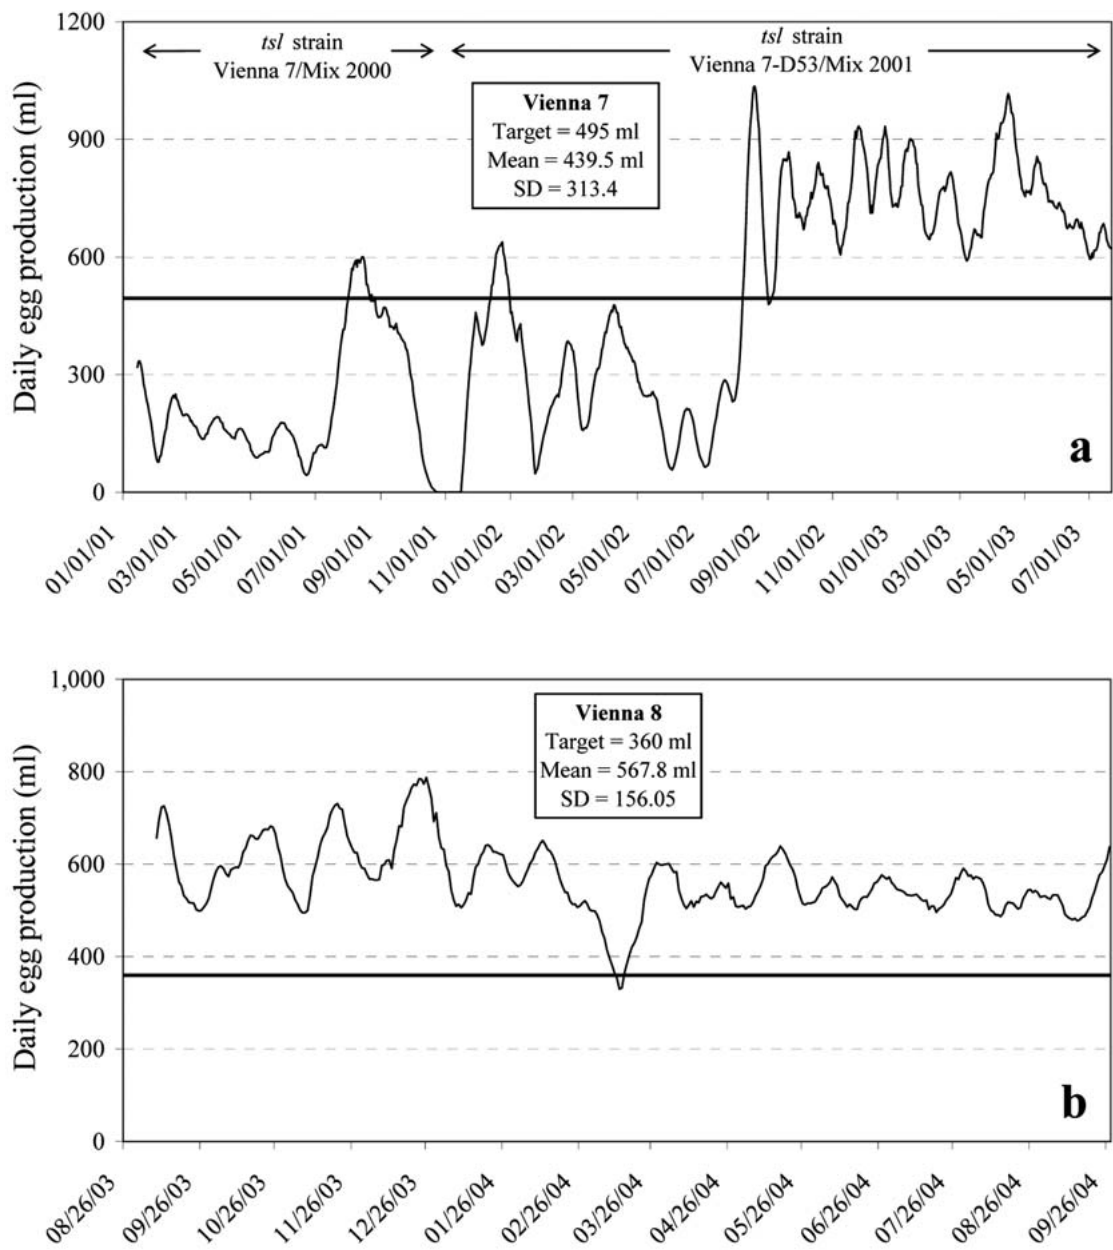 1200
900
600
300
0
Daily egg production (ml)
tsl strain
Vienna 7/Mix 2000
tsl strain
Vienna 7-D53/Mix 2001
Vienna 7
Target = 495 ml
Mean = 439.5 ml
SD = 313.4
a
01/01/01
03/01/01
05/01/01
07/01/01
09/01/01
11/01/01
01/01/02
03/01/02
05/01/02
07/01/02
09/01/02
11/01/02
01/01/03
03/01/03
05/01/03
07/01/03
1,000
800
600
400
200
0
Daily egg production (ml)
Vienna 8
Target = 360 ml
Mean = 567.8 ml
SD = 156.05
b
08/26/03
09/26/03
10/26/03
11/26/03
12/26/03
01/26/04
02/26/04
03/26/04
04/26/04
05/26/04
06/26/04
07/26/04
08/26/04
09/26/04